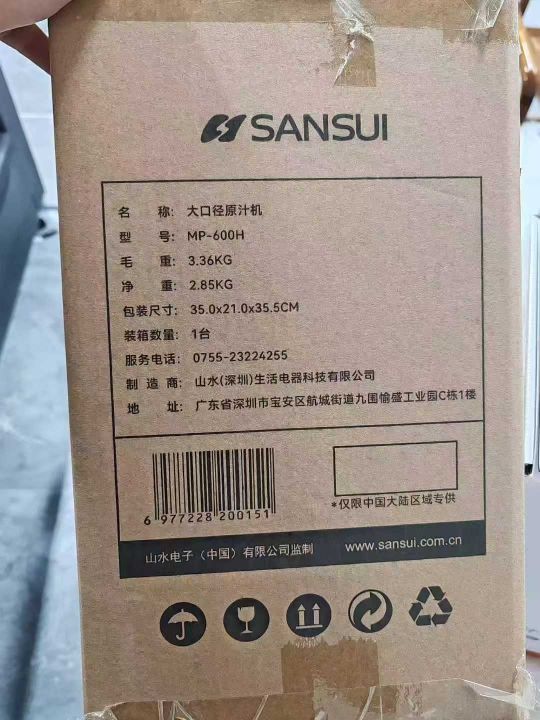 SANSUI
名 称: 大口径原汁机
型 号: MP-600H
毛 重: 3.36KG
净 重: 2.85KG
包装尺寸: 35.0x21.0x35.5CM
装箱数量: 1台
服务电话: 0755-23224255
制 造 商: 山水(深圳)生活电器科技有限公司
地 址: 广东省深圳市宝安区航城街道九围愉盛工业园C栋1楼
6 977228 200151
*仅限中国大陆区域专供
山水电子（中国）有限公司监制 www.sansui.com.cn